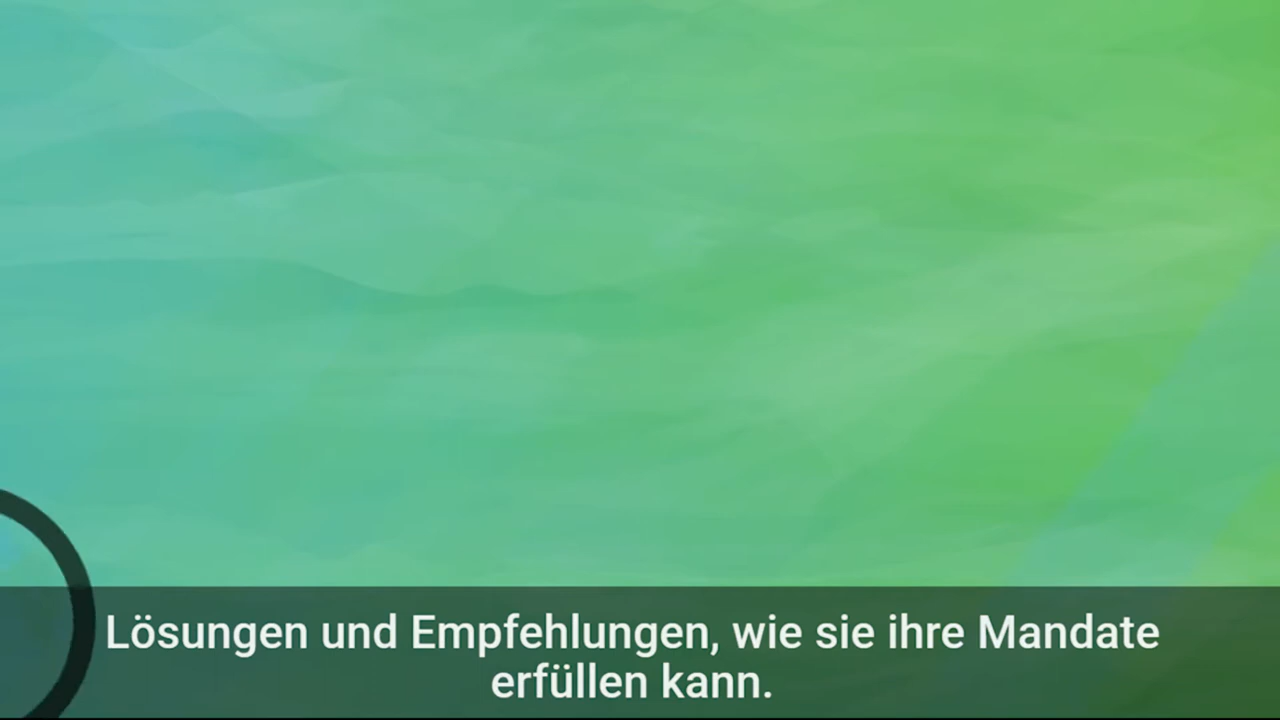 Lösungen und Empfehlungen, wie sie ihre Mandate
erfüllen kann.